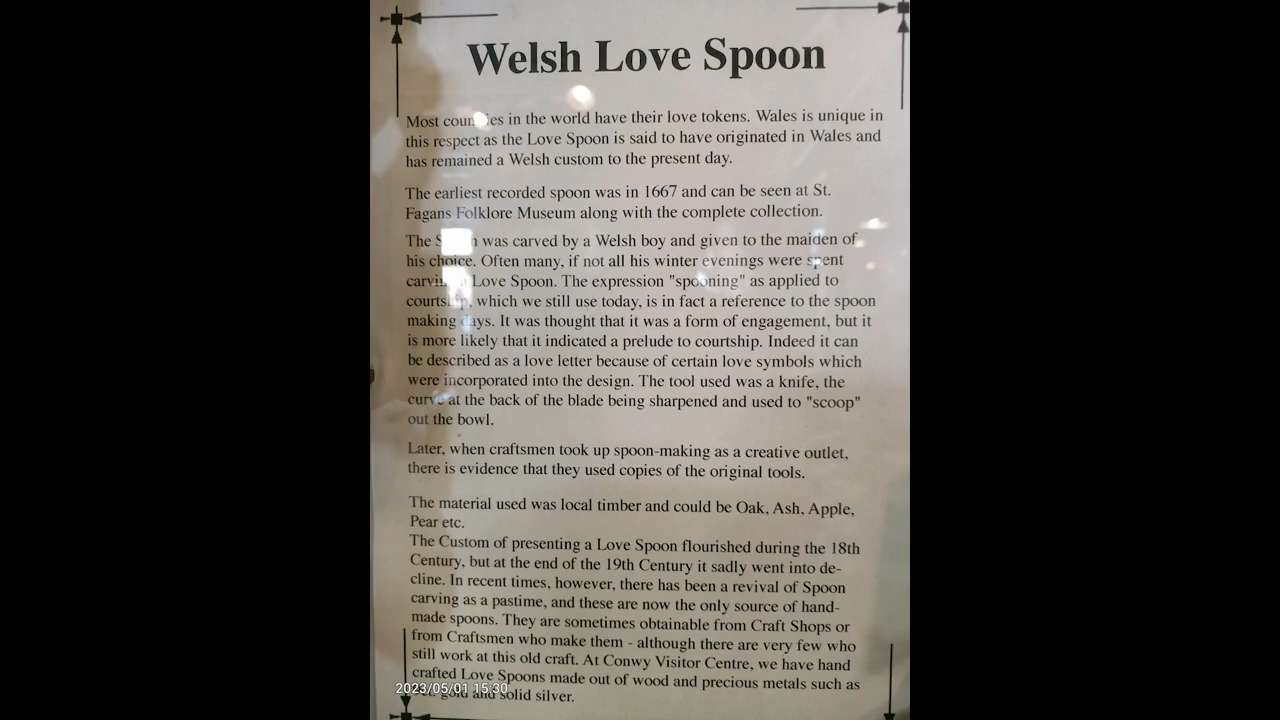 Welsh Love Spoon
Most countries in the world have their love tokens. Wales is unique in
this respect as the Love Spoon is said to have originated in Wales and
has remained a Welsh custom to the present day.
The earliest recorded spoon was in 1667 and can be seen at St.
Fagans Folklore Museum along with the complete collection.
The was carved by a Welsh boy and given to the maiden of
his choice. Often many, if not all his winter evenings were spent
carving a Love Spoon. The expression "spooning" as applied to
courtship, which we still use today, is in fact a reference to the spoon
making days. It was thought that it was a form of engagement, but it
is more likely that it indicated a prelude to courtship. Indeed it can
be described as a love letter because of certain love symbols which
were incorporated into the design. The tool used was a knife, the
curve at the back of the blade being sharpened and used to "scoop"
out the bowl.
Later, when craftsmen took up spoon-making as a creative outlet,
there is evidence that they used copies of the original tools.
The material used was local timber and could be Oak, Ash, Apple,
Pear etc.
The Custom of presenting a Love Spoon flourished during the 18th
Century, but at the end of the 19th Century it sadly went into de-
cline. In recent times, however, there has been a revival of Spoon
carving as a pastime, and these are now the only source of hand-
made spoons. They are sometimes obtainable from Craft Shops or
from Craftsmen who make them - although there are very few who
still work at this old craft. At Conwy Visitor Centre, we have hand
crafted Love Spoons made out of wood and precious metals such as
gold and solid silver.
2023/05/01 15:30